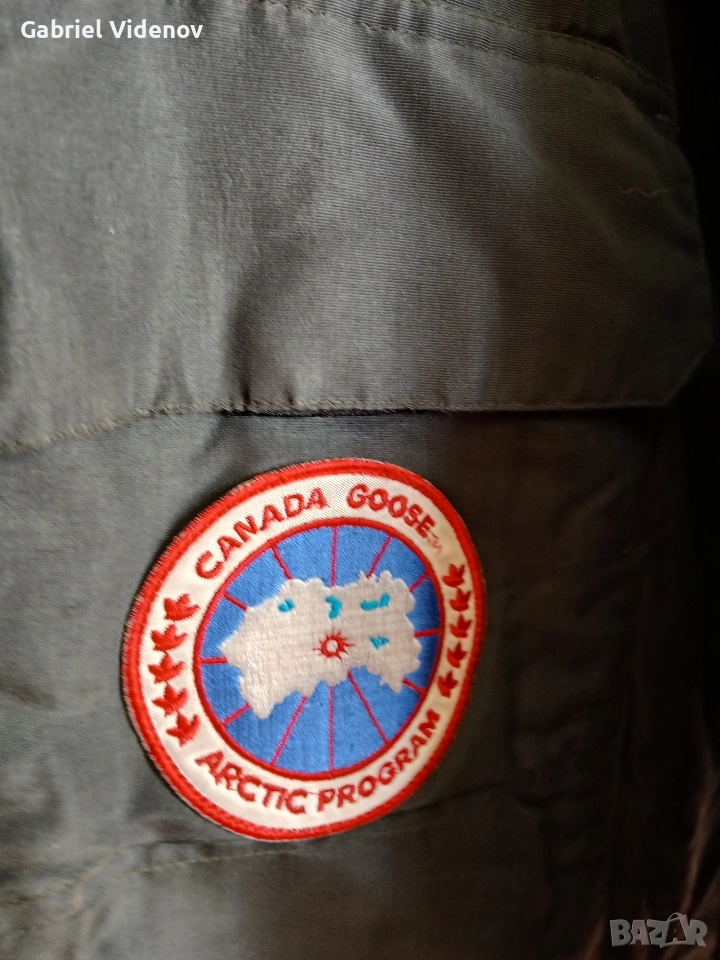 Gabriel Videnov
CANADA GOOSE
ARCTIC PROGRAM
BAZAR